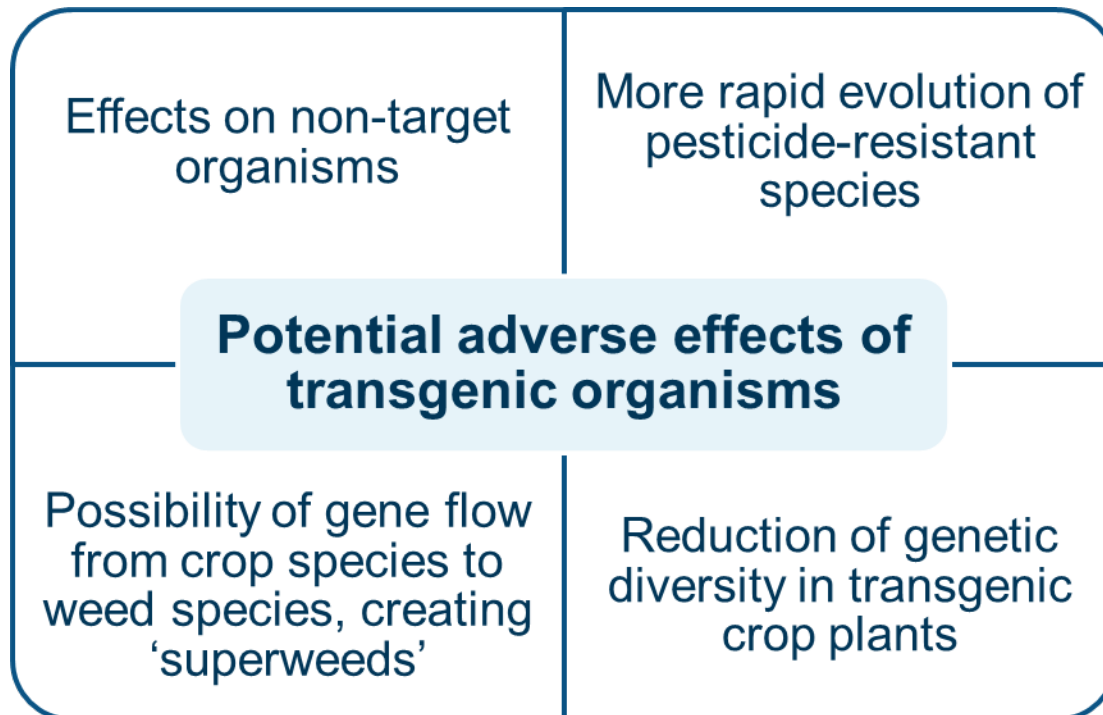 Effects on non-target
organisms
More rapid evolution of
pesticide-resistant
species
Potential adverse effects of
transgenic organisms
Possibility of gene flow
from crop species to
weed species, creating
‘superweeds’
Reduction of genetic
diversity in transgenic
crop plants